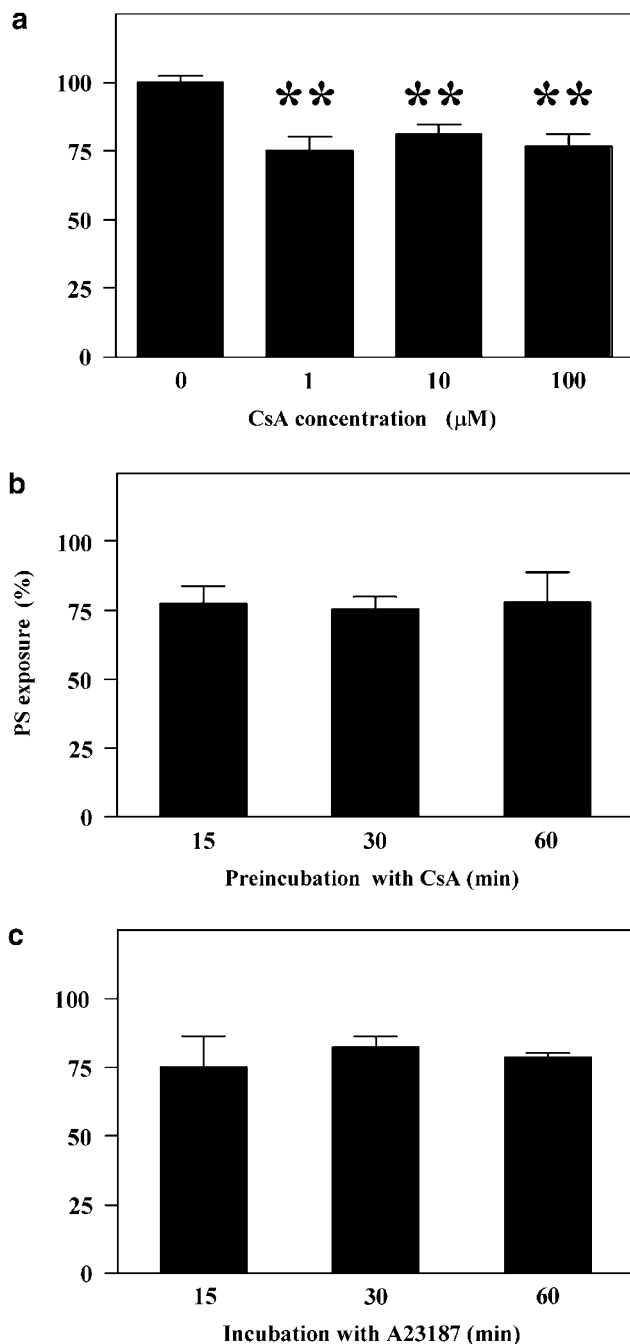 a
100
75
50
25
0
** ** **
0 1 10 100
CsA concentration (μM)
b
PS exposure (%)
100
75
50
25
0
15 30 60
Preincubation with CsA (min)
c
100
75
50
25
0
15 30 60
Incubation with A23187 (min)